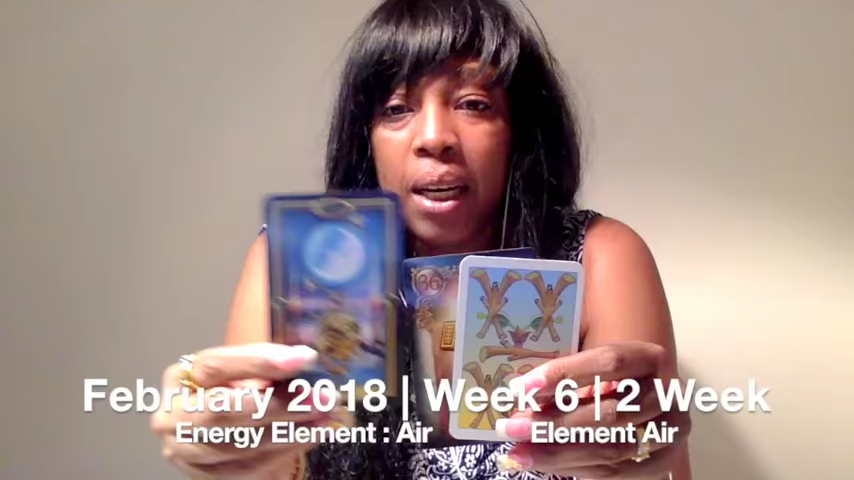 36
February 2018 | Week 6 | 2 Week
Energy Element : Air
Element Air